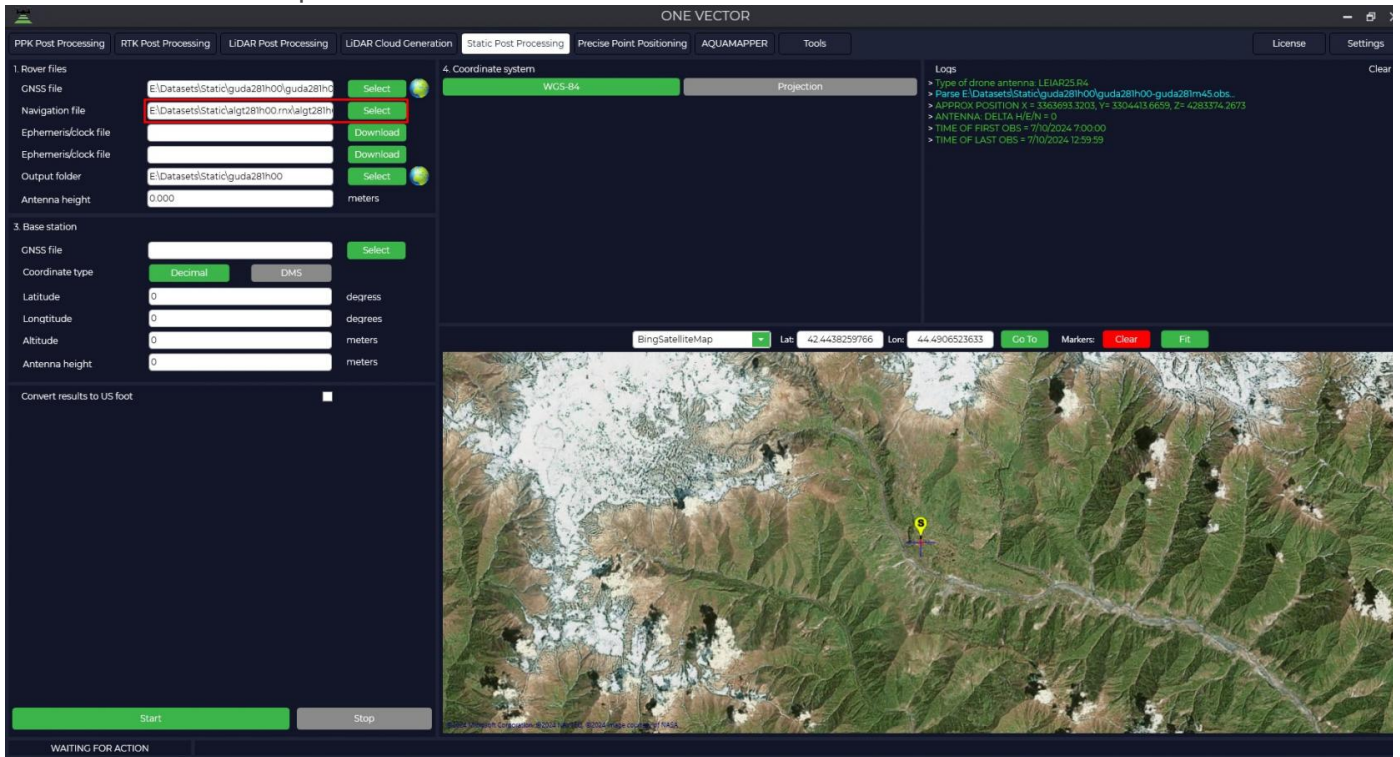 ONE VECTOR
PPK Post Processing RTK Post Processing LiDAR Post Processing LiDAR Cloud Generation Static Post Processing Precise Point Positioning AQUAMAPPER Tools License Settings
1. Rover files
GNSS file E:\Datasets\Static\guda281h00\guda281h0 Select
Navigation file E:\Datasets\Static\algt281h00.rnx\algt281h Select
Ephemeris/clock file Download
Ephemeris/clock file Download
Output folder E:\Datasets\Static\guda281h00 Select
Antenna height 0.000 meters
3. Base station
GNSS file Select
Coordinate type Decimal DMS
Latitude 0 degress
Longtitude 0 degrees
Altitude 0 meters
Antenna height 0 meters
Convert results to US foot
Start Stop
WAITING FOR ACTION
4. Coordinate system
WGS-84 Projection
Logs Clear
> Type of drone antenna: LEIAR25.R4
> Parse E:\Datasets\Static\guda281h00\guda281h00-guda281m45.obs...
> APPROX POSITION X = 3363693.3203, Y= 3304413.6659, Z= 4283374.2673
> ANTENNA: DELTA H/E/N = 0
> TIME OF FIRST OBS = 7/10/2024 7:00:00
> TIME OF LAST OBS = 7/10/2024 12:59:59
BingSatelliteMap Lat: 42.4438259766 Lon: 44.4906523633 Go To Markers: Clear Fit
S
Microsoft Corporation, ©2024 ©2024 Image courtesy of NASA